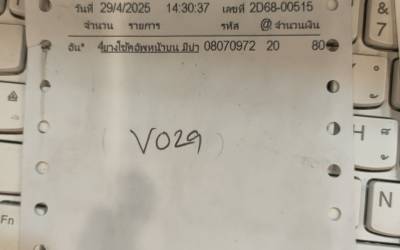 วันที่ 29/4/2025 14:30:37 เลขที่ 2D68-00515
จำนวน รายการ รหัส @ จำนวนเงิน
08070972 20 80
(V029)
&
7
H
N
Fn